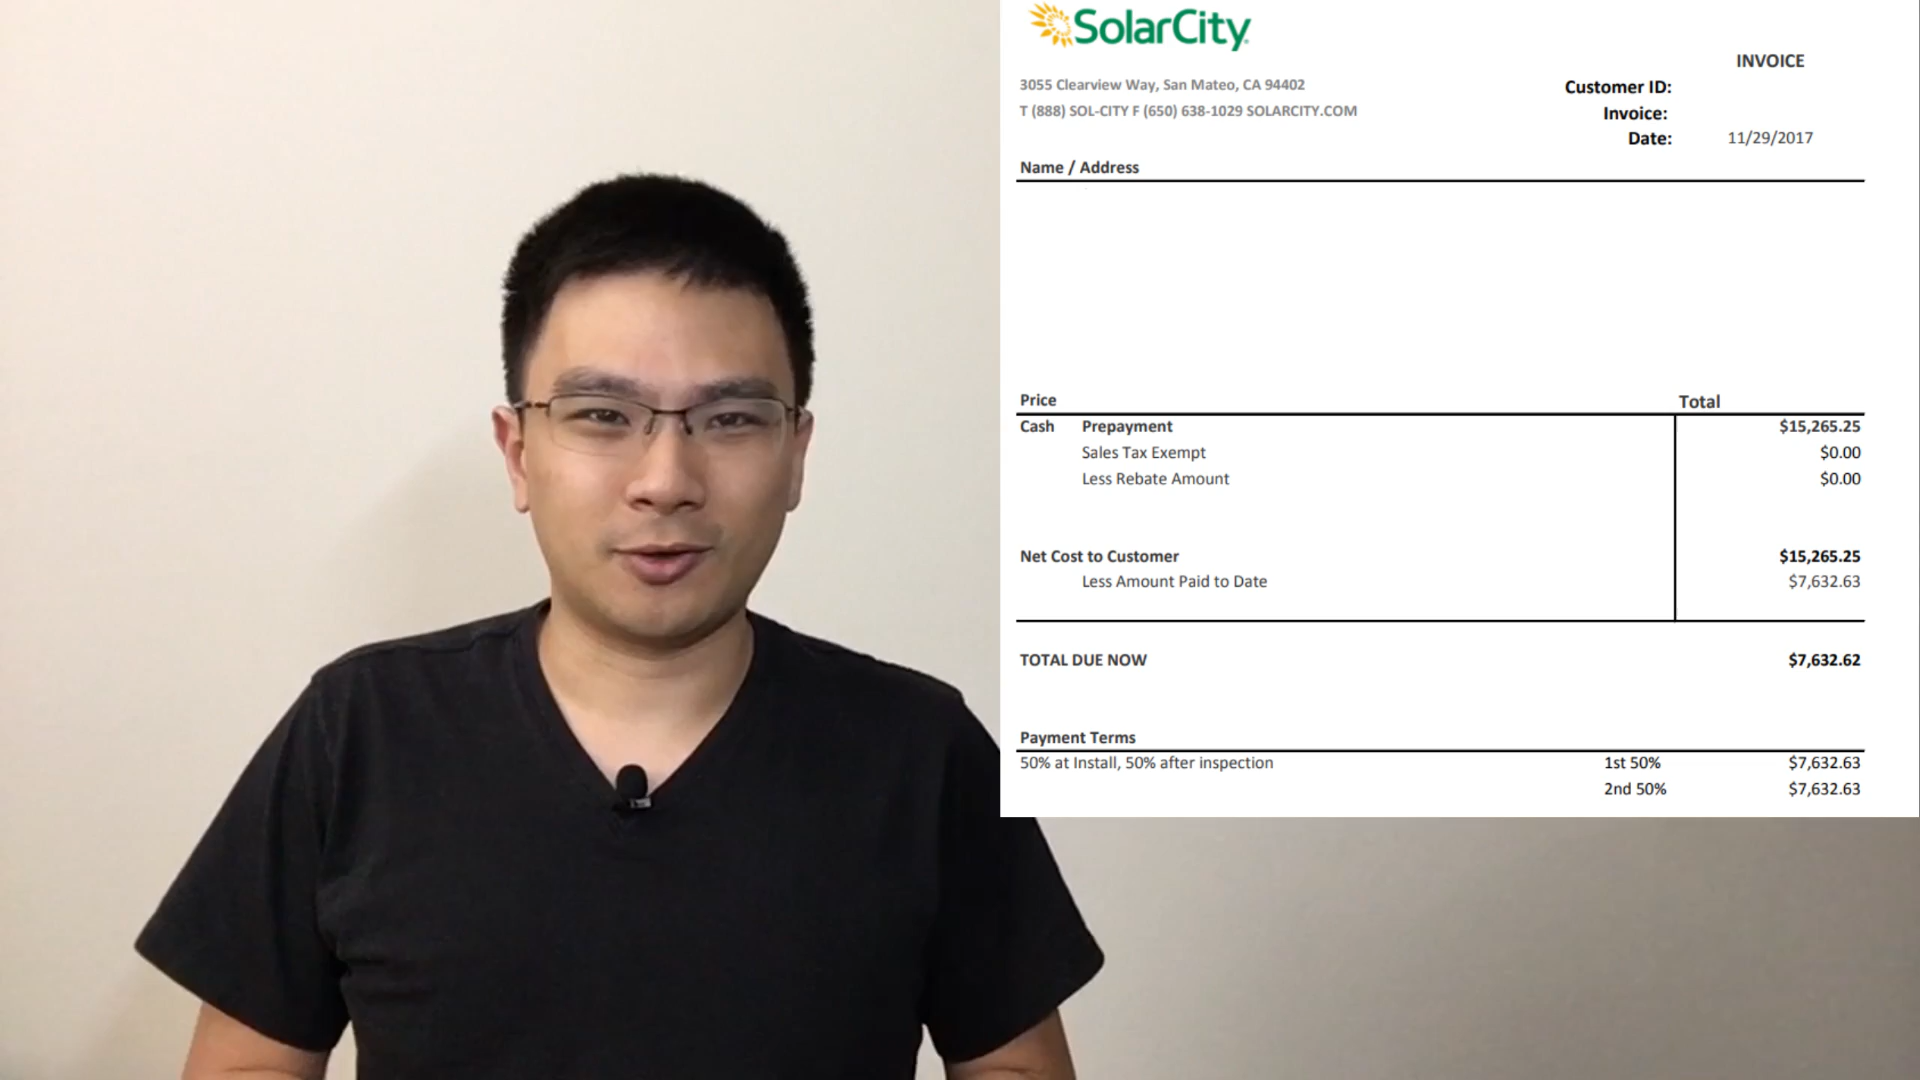 SolarCity
INVOICE
3055 Clearview Way, San Mateo, CA 94402
Customer ID:
T (888) SOL-CITY F (650) 638-1029 SOLARCITY.COM
Invoice:
Date: 11/29/2017
Name / Address
Price Total
Cash Prepayment $15,265.25
Sales Tax Exempt $0.00
Less Rebate Amount $0.00
Net Cost to Customer $15,265.25
Less Amount Paid to Date $7,632.63
TOTAL DUE NOW $7,632.62
Payment Terms
50% at Install, 50% after inspection 1st 50% $7,632.63
2nd 50% $7,632.63